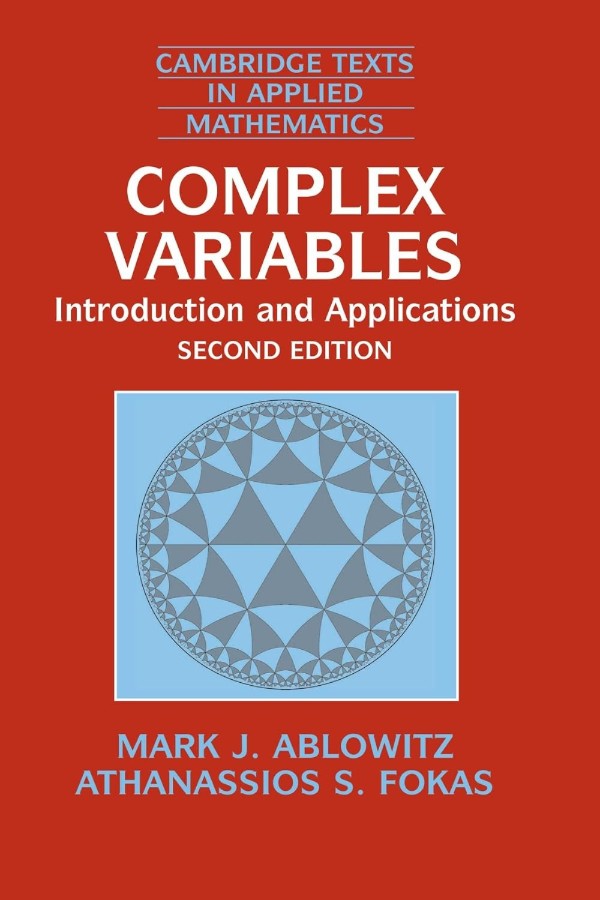 CAMBRIDGE TEXTS
IN APPLIED
MATHEMATICS
COMPLEX
VARIABLES
Introduction and Applications
SECOND EDITION
MARK J. ABLOWITZ
ATHANASSIOS S. FOKAS